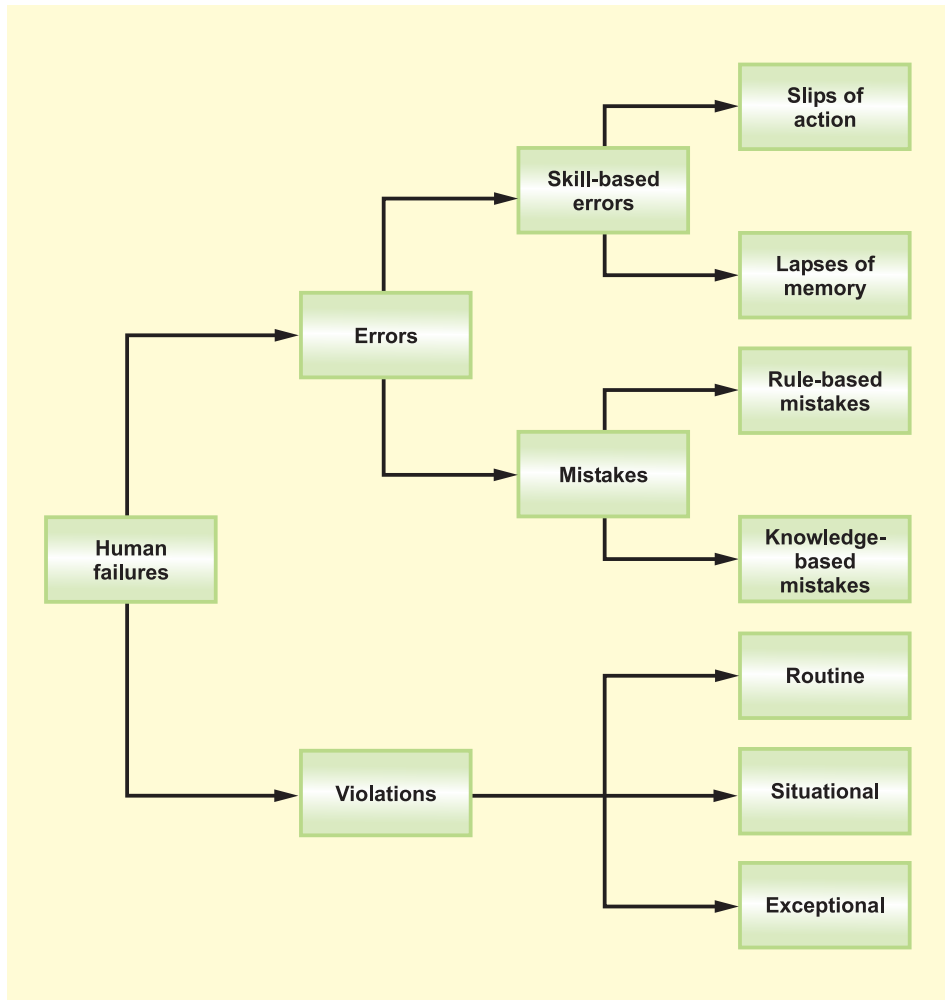 Slips of
action
Skill-based
errors
Lapses of
memory
Errors
Rule-based
mistakes
Mistakes
Human
failures
Knowledge-
based
mistakes
Routine
Violations
Situational
Exceptional